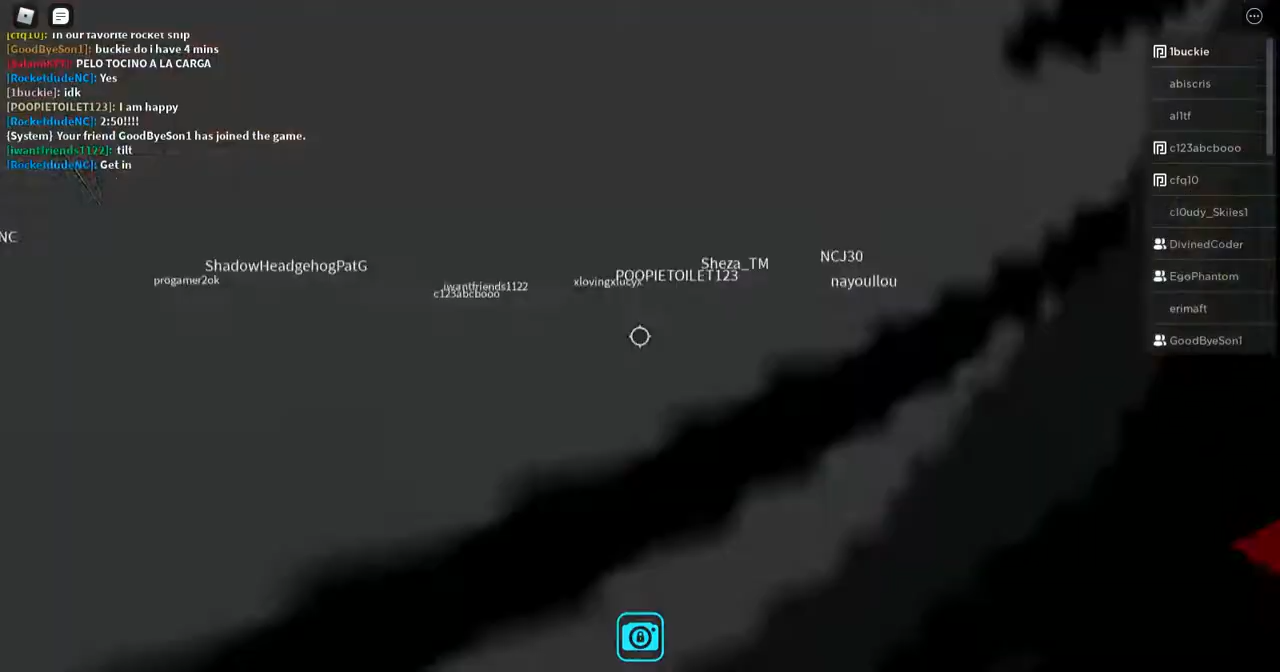 [cfq10]: In our favorite rocket ship
[GoodByeSon1]: buckie do i have 4 mins
PELO TOCINO A LA CARGA
[RocketdudeNC]: Yes
[1buckie]: idk
[POOPIETOILET123]: I am happy
[RocketdudeNC]: 2:50!!!!
{System} Your friend GoodByeSon1 has joined the game.
[iwantfriends1122]: tilt
[RocketdudeNC]: Get in
NC
ShadowHeadgehogPatG
progamer2ok
iwantfriends1122
c123abcbooo
xlovingxlucyx
POOPIETOILET123
Sheza_TM
NCJ30
nayoullou
1buckie
abiscris
al1tf
c123abcbooo
cfq10
cl0udy_Skiles1
DivinedCoder
EgoPhantom
erimaft
GoodByeSon1